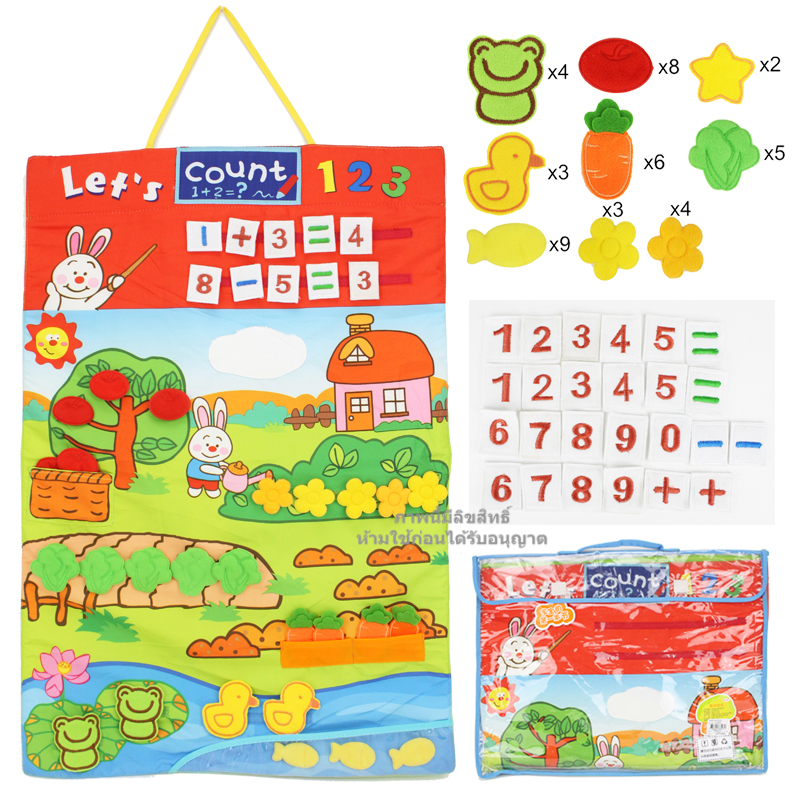 Let's count 1 2 3
1+2=?
1 + 3 = 4
8 - 5 = 3
x4
x8
x2
x3
x6
x5
x9
x3
x4
1 2 3 4 5 =
1 2 3 4 5 =
6 7 8 9 0 - -
6 7 8 9 + +
ภาพนี้มีลิขสิทธิ์
ห้ามใช้ก่อนได้รับอนุญาต
Let's count 1 2 3